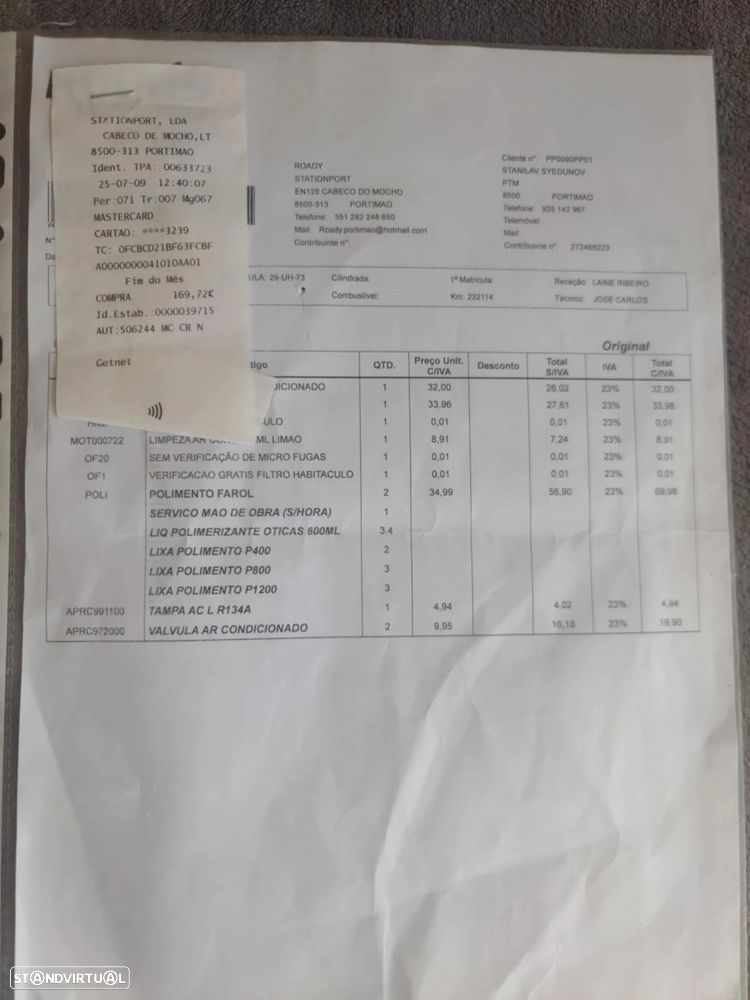 STATIONPORT, LDA
CABECO DE MOCHO,LT
8500-313 PORTIMAO
Ident. TPA: 00633723
25-07-09 12:40:07
Per:071 Tr:007 Mg067
MASTERCARD
CARTAO: ****3239
TC: 0FCBCD21BF63FCBF
A0000000041010AA01
Fim do Mês
COMPRA 169,72€
Id.Estab.:0000039715
AUT:S06244 MC CR N
Getnet
ROADY
STATIONPORT
EN125 CABECO DO MOCHO
8500-313 PORTIMAO
Telefone: 351 282 248 650
Mail: Roady.portimao@hotmail.com
Contribuinte n°:
Cliente n°: PP0090PP01
STANILAV SYEDUNOV
PTM
8500 PORTIMAO
Telefone: 925 142 967
Telemóvel:
Mail:
Contribuinte n°: 273468223
ULA: 29-UH-73 Cilindrada: 1ª Matrícula: Receção: LAINE RIBEIRO
Combustível: Km: 232114 Técnico: JOSE CARLOS
Original
tigo QTD. Preço Unit. C/IVA Desconto Total S/IVA IVA Total C/IVA
DICIONADO 1 32,00 26,02 23% 32,00
1 33,96 27,61 23% 33,96
ULO 1 0,01 0,01 23% 0,01
MOT000722 LIMPEZA AR ML LIMAO 1 8,91 7,24 23% 8,91
OF20 SEM VERIFICAÇÃO DE MICRO FUGAS 1 0,01 0,01 23% 0,01
OF1 VERIFICACAO GRATIS FILTRO HABITACULO 1 0,01 0,01 23% 0,01
POLI POLIMENTO FAROL 2 34,99 56,90 23% 69,98
SERVICO MAO DE OBRA (S/HORA) 1
LIQ POLIMERIZANTE OTICAS 600ML 3.4
LIXA POLIMENTO P400 2
LIXA POLIMENTO P800 3
LIXA POLIMENTO P1200 3
APRC991100 TAMPA AC L R134A 1 4,94 4,02 23% 4,94
APRC972000 VALVULA AR CONDICIONADO 2 9,95 16,18 23% 19,90
STANDVIRTUAL